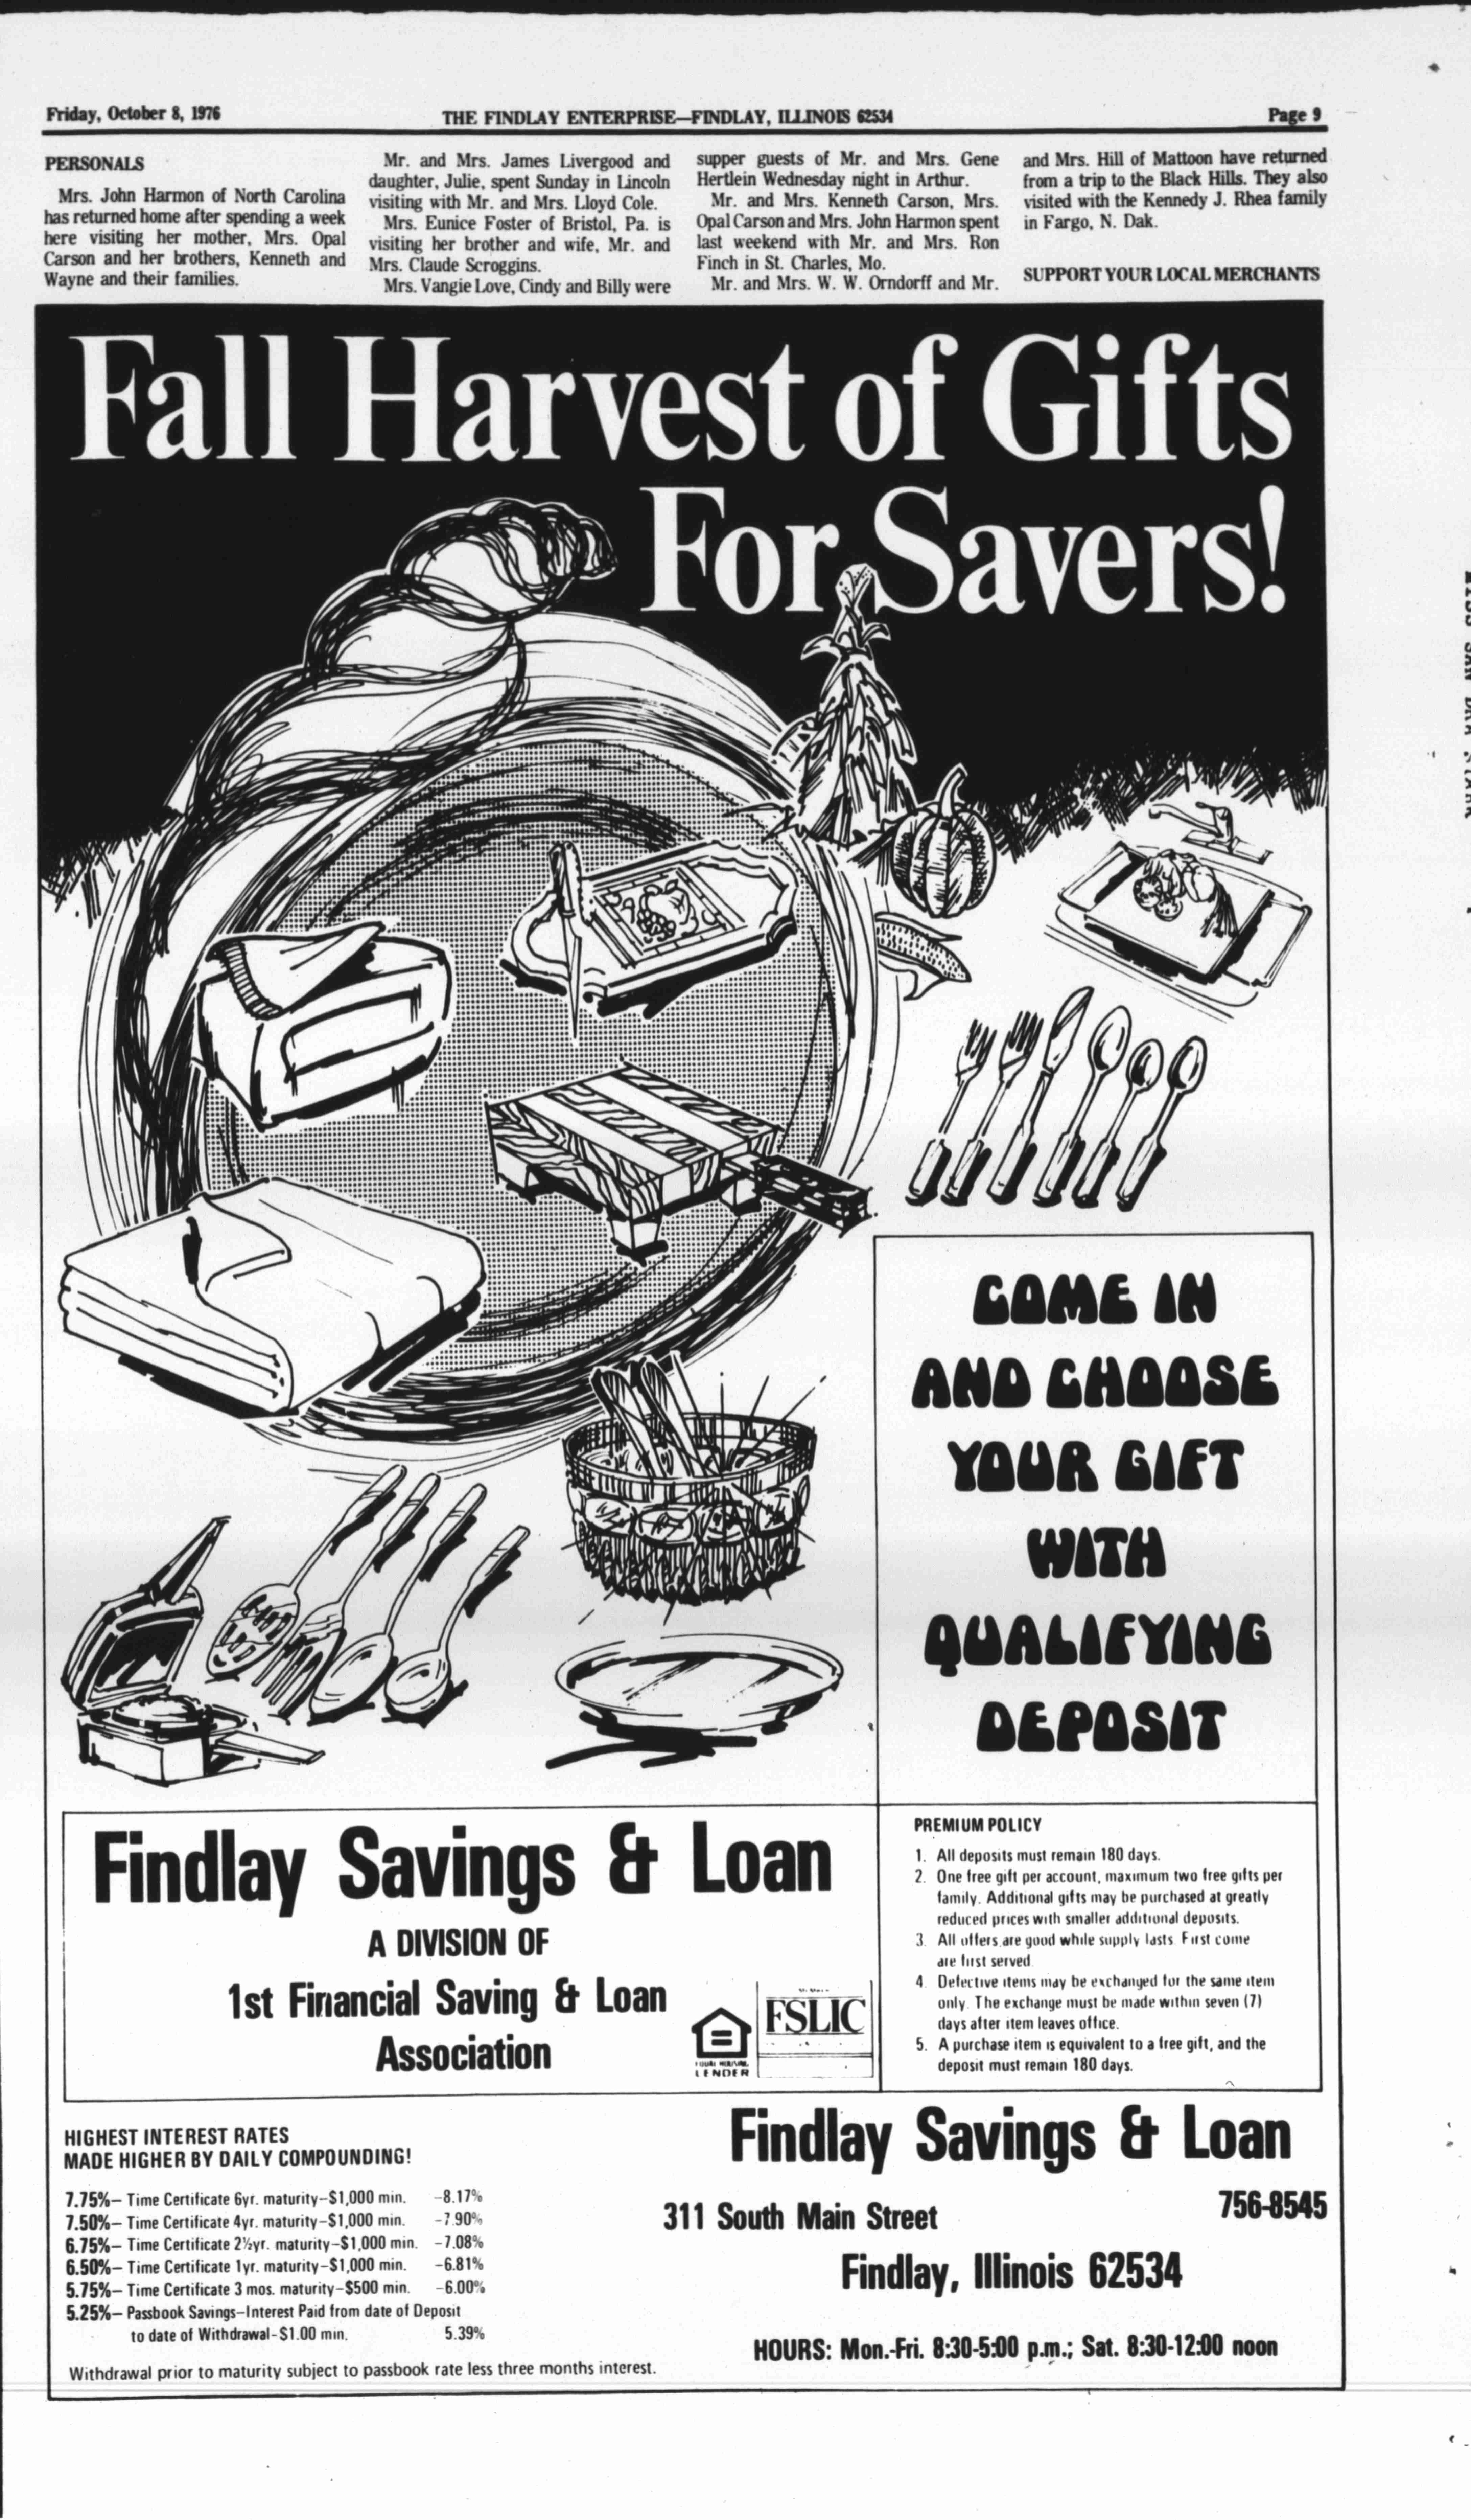 Friday, October 8, 1976
THE FINDLAY ENTERPRISE—FINDLAY, ILLINOIS 62534
Page 9
PERSONALS
Mrs. John Harmon of North Carolina
has returned home after spending a week
here visiting her mother, Mrs. Opal
Carson and her brothers, Kenneth and
Wayne and their families.
Mr. and Mrs. James Livergood and
daughter, Julie, spent Sunday in Lincoln
visiting with Mr. and Mrs. Lloyd Cole.
Mrs. Eunice Foster of Bristol, Pa. is
visiting her brother and wife, Mr. and
Mrs. Claude Scroggins.
Mrs. Vangie Love, Cindy and Billy were
supper guests of Mr. and Mrs. Gene
Hertlein Wednesday night in Arthur.
Mr. and Mrs. Kenneth Carson, Mrs.
Opal Carson and Mrs. John Harmon spent
last weekend with Mr. and Mrs. Ron
Finch in St. Charles, Mo.
Mr. and Mrs. W. W. Orndorff and Mr.
and Mrs. Hill of Mattoon have returned
from a trip to the Black Hills. They also
visited with the Kennedy J. Rhea family
in Fargo, N. Dak.
SUPPORT YOUR LOCAL MERCHANTS
Fall Harvest of Gifts
For Savers!
COME IN
AND CHOOSE
YOUR GIFT
WITH
QUALIFYING
DEPOSIT
Findlay Savings & Loan
A DIVISION OF
1st Financial Saving & Loan
Association
EQUAL HOUSING
LENDER
FSLIC
PREMIUM POLICY
1. All deposits must remain 180 days.
2. One free gift per account, maximum two free gifts per
family. Additional gifts may be purchased at greatly
reduced prices with smaller additional deposits.
3. All offers are good while supply lasts. First come
are first served.
4. Defective items may be exchanged for the same item
only. The exchange must be made within seven (7)
days after item leaves office.
5. A purchase item is equivalent to a free gift, and the
deposit must remain 180 days.
HIGHEST INTEREST RATES
MADE HIGHER BY DAILY COMPOUNDING!
7.75%— Time Certificate 6yr. maturity—$1,000 min. —8.17%
7.50%— Time Certificate 4yr. maturity—$1,000 min. —7.90%
6.75%— Time Certificate 2½yr. maturity—$1,000 min. —7.08%
6.50%— Time Certificate 1yr. maturity—$1,000 min. —6.81%
5.75%— Time Certificate 3 mos. maturity—$500 min. —6.00%
5.25%— Passbook Savings—Interest Paid from date of Deposit
to date of Withdrawal-$1.00 min. 5.39%
Withdrawal prior to maturity subject to passbook rate less three months interest.
Findlay Savings & Loan
311 South Main Street
756-8545
Findlay, Illinois 62534
HOURS: Mon.-Fri. 8:30-5:00 p.m.; Sat. 8:30-12:00 noon